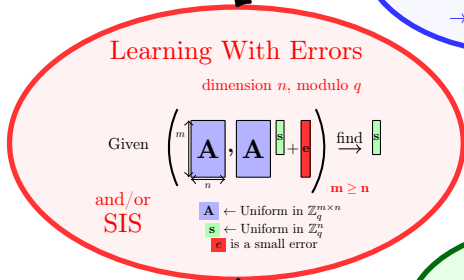 Learning With Errors
dimension n, modulo q
Given ( m A n , A s + e ) find → s
m ≥ n
and/or
SIS
A ← Uniform in ℤ_q^{m×n}
s ← Uniform in ℤ_q^n
e is a small error